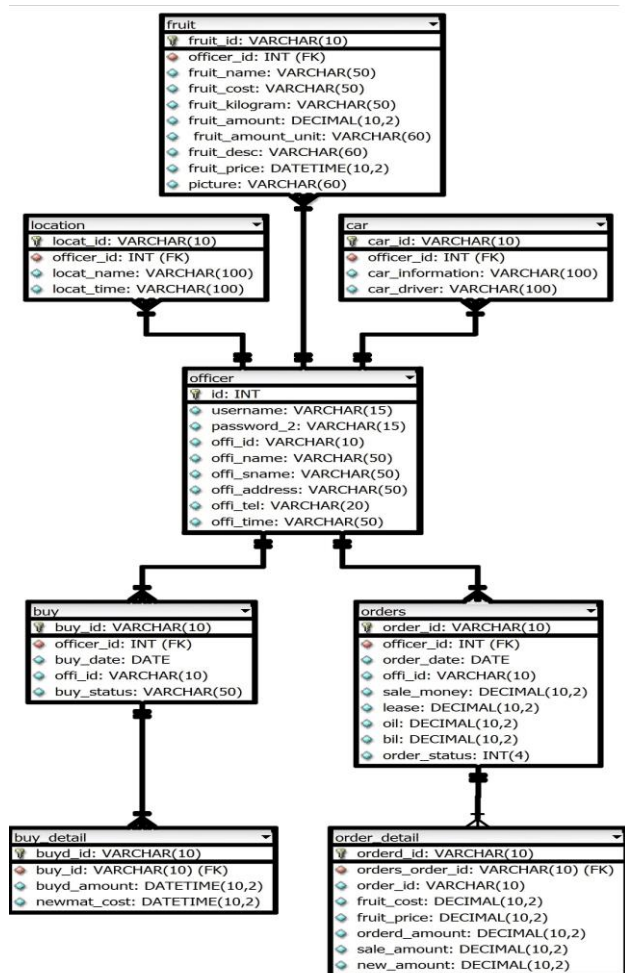 fruit
fruit_id: VARCHAR(10)
officer_id: INT (FK)
fruit_name: VARCHAR(50)
fruit_cost: VARCHAR(50)
fruit_kilogram: VARCHAR(50)
fruit_amount: DECIMAL(10,2)
fruit_amount_unit: VARCHAR(60)
fruit_desc: VARCHAR(60)
fruit_price: DATETIME(10,2)
picture: VARCHAR(60)
location
locat_id: VARCHAR(10)
officer_id: INT (FK)
locat_name: VARCHAR(100)
locat_time: VARCHAR(100)
car
car_id: VARCHAR(10)
officer_id: INT (FK)
car_information: VARCHAR(100)
car_driver: VARCHAR(100)
officer
id: INT
username: VARCHAR(15)
password_2: VARCHAR(15)
offi_id: VARCHAR(10)
offi_name: VARCHAR(50)
offi_sname: VARCHAR(50)
offi_address: VARCHAR(50)
offi_tel: VARCHAR(20)
offi_time: VARCHAR(50)
buy
buy_id: VARCHAR(10)
officer_id: INT (FK)
buy_date: DATE
offi_id: VARCHAR(10)
buy_status: VARCHAR(50)
orders
order_id: VARCHAR(10)
officer_id: INT (FK)
order_date: DATE
offi_id: VARCHAR(10)
sale_money: DECIMAL(10,2)
lease: DECIMAL(10,2)
oil: DECIMAL(10,2)
bil: DECIMAL(10,2)
order_status: INT(4)
buy_detail
buyd_id: VARCHAR(10)
buy_id: VARCHAR(10) (FK)
buyd_amount: DATETIME(10,2)
newmat_cost: DATETIME(10,2)
order_detail
orderd_id: VARCHAR(10)
orders_order_id: VARCHAR(10) (FK)
order_id: VARCHAR(10)
fruit_cost: DECIMAL(10,2)
fruit_price: DECIMAL(10,2)
orderd_amount: DECIMAL(10,2)
sale_amount: DECIMAL(10,2)
new_amount: DECIMAL(10,2)